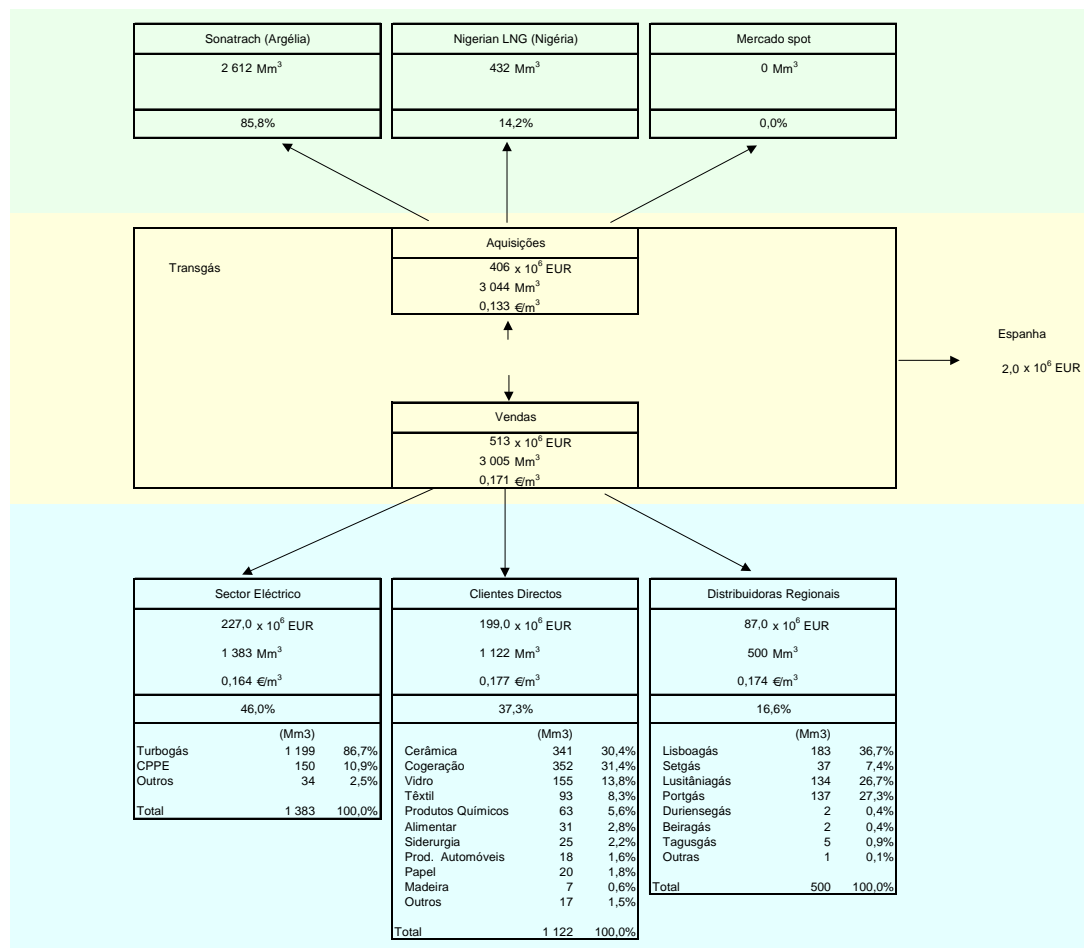 Sonatrach (Argélia)
2 612 Mm³
85,8%
Nigerian LNG (Nigéria)
432 Mm³
14,2%
Mercado spot
0 Mm³
0,0%
Transgás
Aquisições
406 x 10⁶ EUR
3 044 Mm³
0,133 €/m³
Espanha
2,0 x 10⁶ EUR
Vendas
513 x 10⁶ EUR
3 005 Mm³
0,171 €/m³
Sector Eléctrico
227,0 x 10⁶ EUR
1 383 Mm³
0,164 €/m³
46,0%
(Mm3)
Turbogás 1 199 86,7%
CPPE 150 10,9%
Outros 34 2,5%
Total 1 383 100,0%
Clientes Directos
199,0 x 10⁶ EUR
1 122 Mm³
0,177 €/m³
37,3%
(Mm3)
Cerâmica 341 30,4%
Cogeração 352 31,4%
Vidro 155 13,8%
Têxtil 93 8,3%
Produtos Químicos 63 5,6%
Alimentar 31 2,8%
Siderurgia 25 2,2%
Prod. Automóveis 18 1,6%
Papel 20 1,8%
Madeira 7 0,6%
Outros 17 1,5%
Total 1 122 100,0%
Distribuidoras Regionais
87,0 x 10⁶ EUR
500 Mm³
0,174 €/m³
16,6%
(Mm3)
Lisboagás 183 36,7%
Setgás 37 7,4%
Lusitâniagás 134 26,7%
Portgás 137 27,3%
Duriensegás 2 0,4%
Beiragás 2 0,4%
Tagusgás 5 0,9%
Outras 1 0,1%
Total 500 100,0%